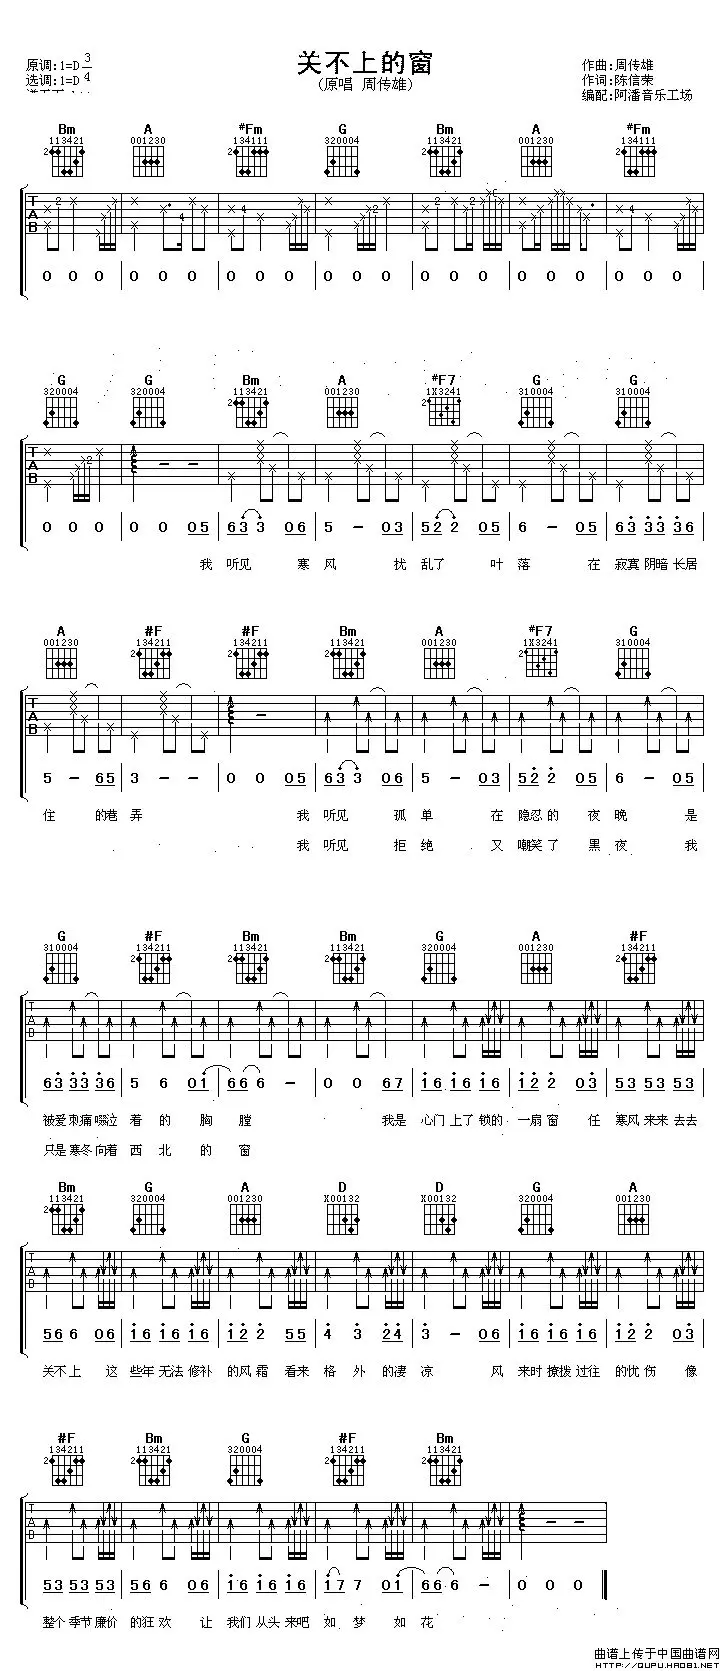 关不上的窗
(原唱 周传雄)
原调:1=D 3/4
选调:1=D 4
作曲:周传雄
作词:陈信荣
编配:阿潘音乐工场
Bm A #Fm G Bm A #Fm
113421 001230 134111 320004 113421 001230 134111
T A B
0 0 0 0 0 0 0 0 0 0 0 0 0 0 0 0 0 0 0 0 0
G G Bm A #F7 G G
320004 320004 113421 001230 1X3241 310004 310004
T A B
0 0 0 0 0 05 63 3 06 5 - 03 52 2 05 6 - 05 63 33 36
我 听见 寒 风 扰 乱了 叶 落 在 寂寞 阴暗 长居
A #F #F Bm A #F7 G
001230 134211 134211 113421 001230 1X3241 310004
T A B
5 - 65 3 - - 0 0 05 63 3 06 5 - 03 52 2 05 6 - 05
住 的巷 弄 我 听见 孤 单 在 隐忍 的 夜 晚 是
我 听见 拒 绝 又 嘲笑 了 黑 夜 我
G #F Bm Bm G A #F
310004 134211 113421 113421 320004 001230 134211
T A B
63 33 36 5 6 01 66 6 - 0 0 67 16 16 16 12 2 03 53 53 53
被爱 刺痛 啜泣 着 的 胸 膛 我是 心门 上了 锁的 一扇 窗 任 寒风 来来 去去
只是 寒冬 向着 西 北 的 窗
Bm G A D D G A
113421 320004 001230 X00132 X00132 320004 001230
T A B
56 6 06 16 16 16 12 2 55 4 3 24 3 - 06 16 16 16 12 2 03
关不 上 这 些年 无法 修补 的风 霜 看来 格 外 的凄 凉 风 来时 撩拨 过往 的忧 伤 像
#F Bm G #F Bm
134211 113421 320004 134211 113421
T A B
53 53 53 56 6 06 16 16 16 17 7 01 66 6 - 0 0 0
整个 季节 廉价 的狂 欢 让 我们 从头 来吧 如 梦 如 花
曲谱上传于中国曲谱网
HTTP://QUPU.HAO81.NET